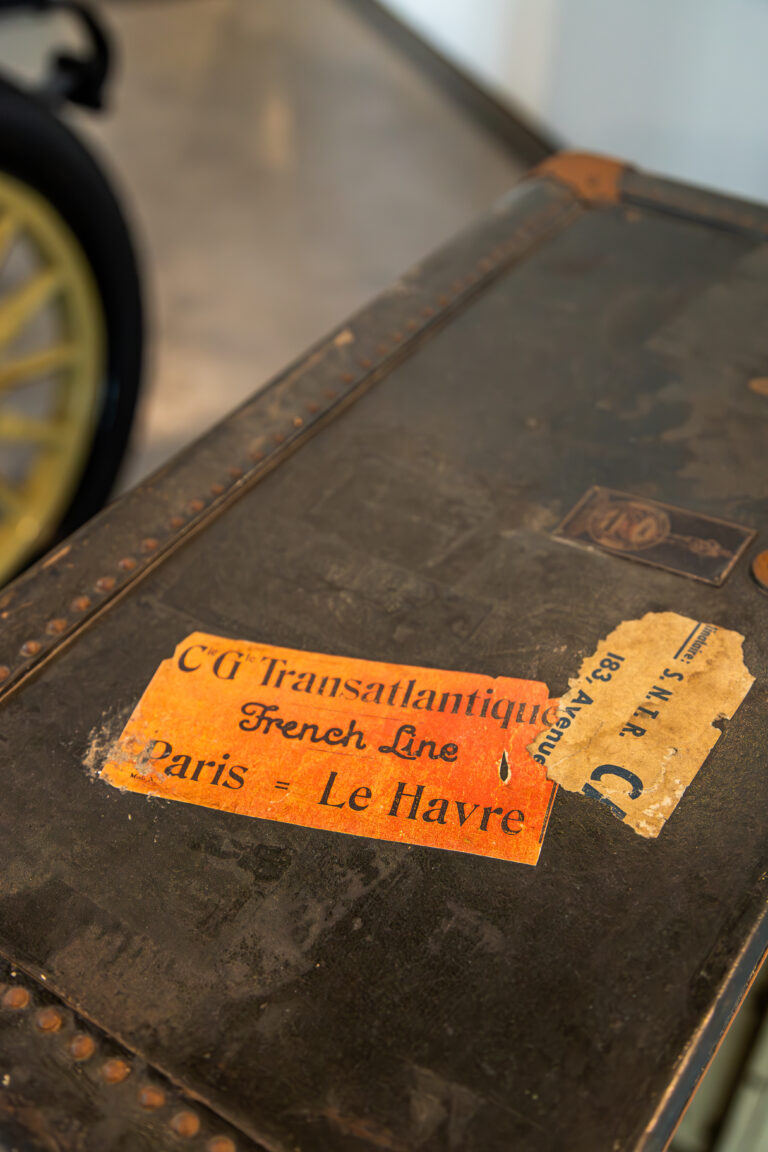 Cie Gle Transatlantique
French Line
Paris = Le Havre
S. N. T. R.
183, Avenue